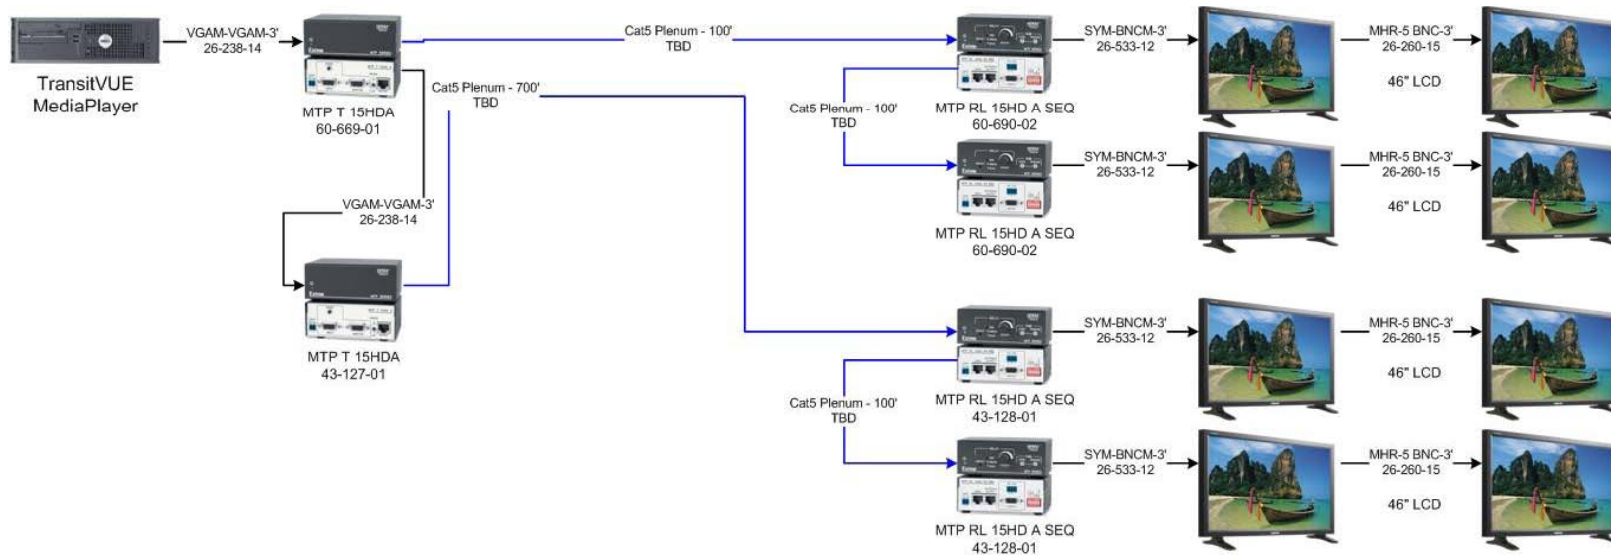 TransitVUE
MediaPlayer
VGAM-VGAM-3'
26-238-14
MTP T 15HDA
60-669-01
Cat5 Plenum - 100'
TBD
Cat5 Plenum - 700'
TBD
VGAM-VGAM-3'
26-238-14
MTP T 15HDA
43-127-01
MTP RL 15HD A SEQ
60-690-02
SYM-BNCM-3'
26-533-12
MHR-5 BNC-3'
26-260-15
46" LCD
Cat5 Plenum - 100'
TBD
MTP RL 15HD A SEQ
60-690-02
SYM-BNCM-3'
26-533-12
MHR-5 BNC-3'
26-260-15
46" LCD
MTP RL 15HD A SEQ
43-128-01
SYM-BNCM-3'
26-533-12
MHR-5 BNC-3'
26-260-15
46" LCD
Cat5 Plenum - 100'
TBD
MTP RL 15HD A SEQ
43-128-01
SYM-BNCM-3'
26-533-12
MHR-5 BNC-3'
26-260-15
46" LCD